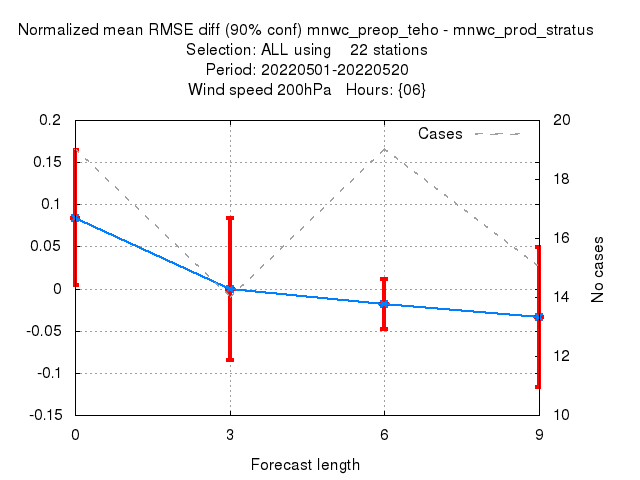 Normalized mean RMSE diff (90% conf) mnwc_preop_teho - mnwc_prod_stratus
Selection: ALL using    22 stations
Period: 20220501-20220520
Wind speed 200hPa   Hours: {06}
Cases
0.2
0.15
0.1
0.05
0
-0.05
-0.1
-0.15
20
18
16
14
12
10
No cases
0 3 6 9
Forecast length